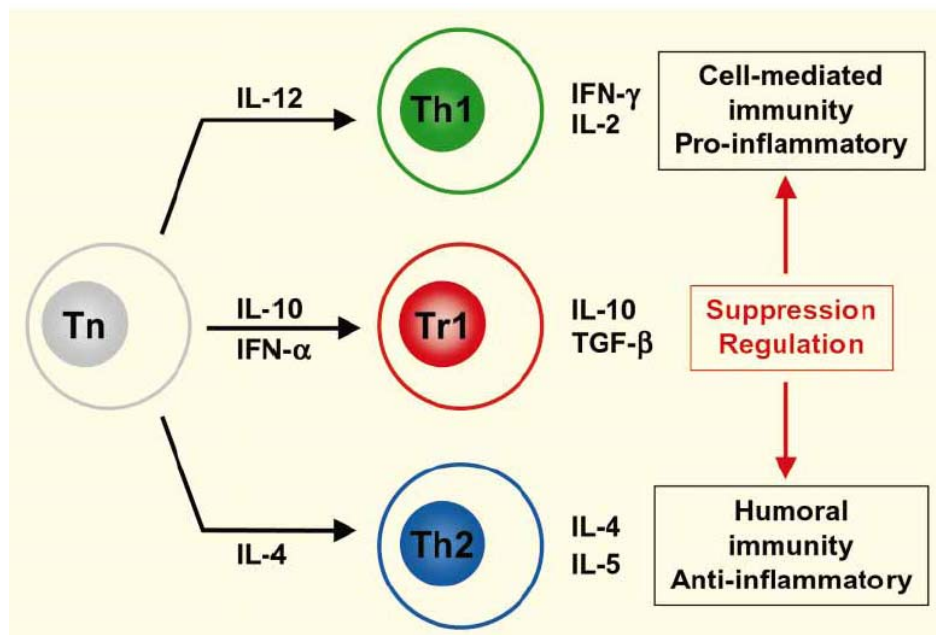 IL-12
Th1
IFN-γ
IL-2
Cell-mediated
immunity
Pro-inflammatory
Tn
IL-10
IFN-α
Tr1
IL-10
TGF-β
Suppression
Regulation
IL-4
Th2
IL-4
IL-5
Humoral
immunity
Anti-inflammatory